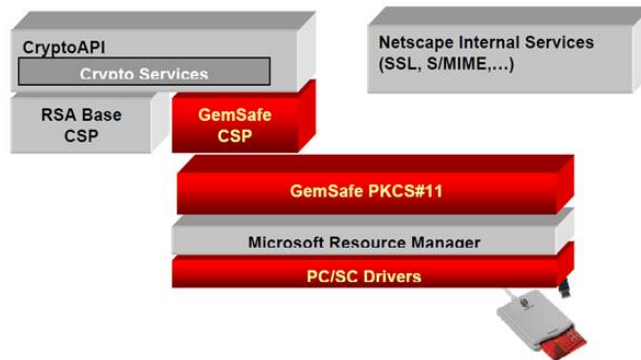 CryptoAPI
Crypto Services
RSA Base
CSP
GemSafe
CSP
Netscape Internal Services
(SSL, S/MIME,...)
GemSafe PKCS#11
Microsoft Resource Manager
PC/SC Drivers